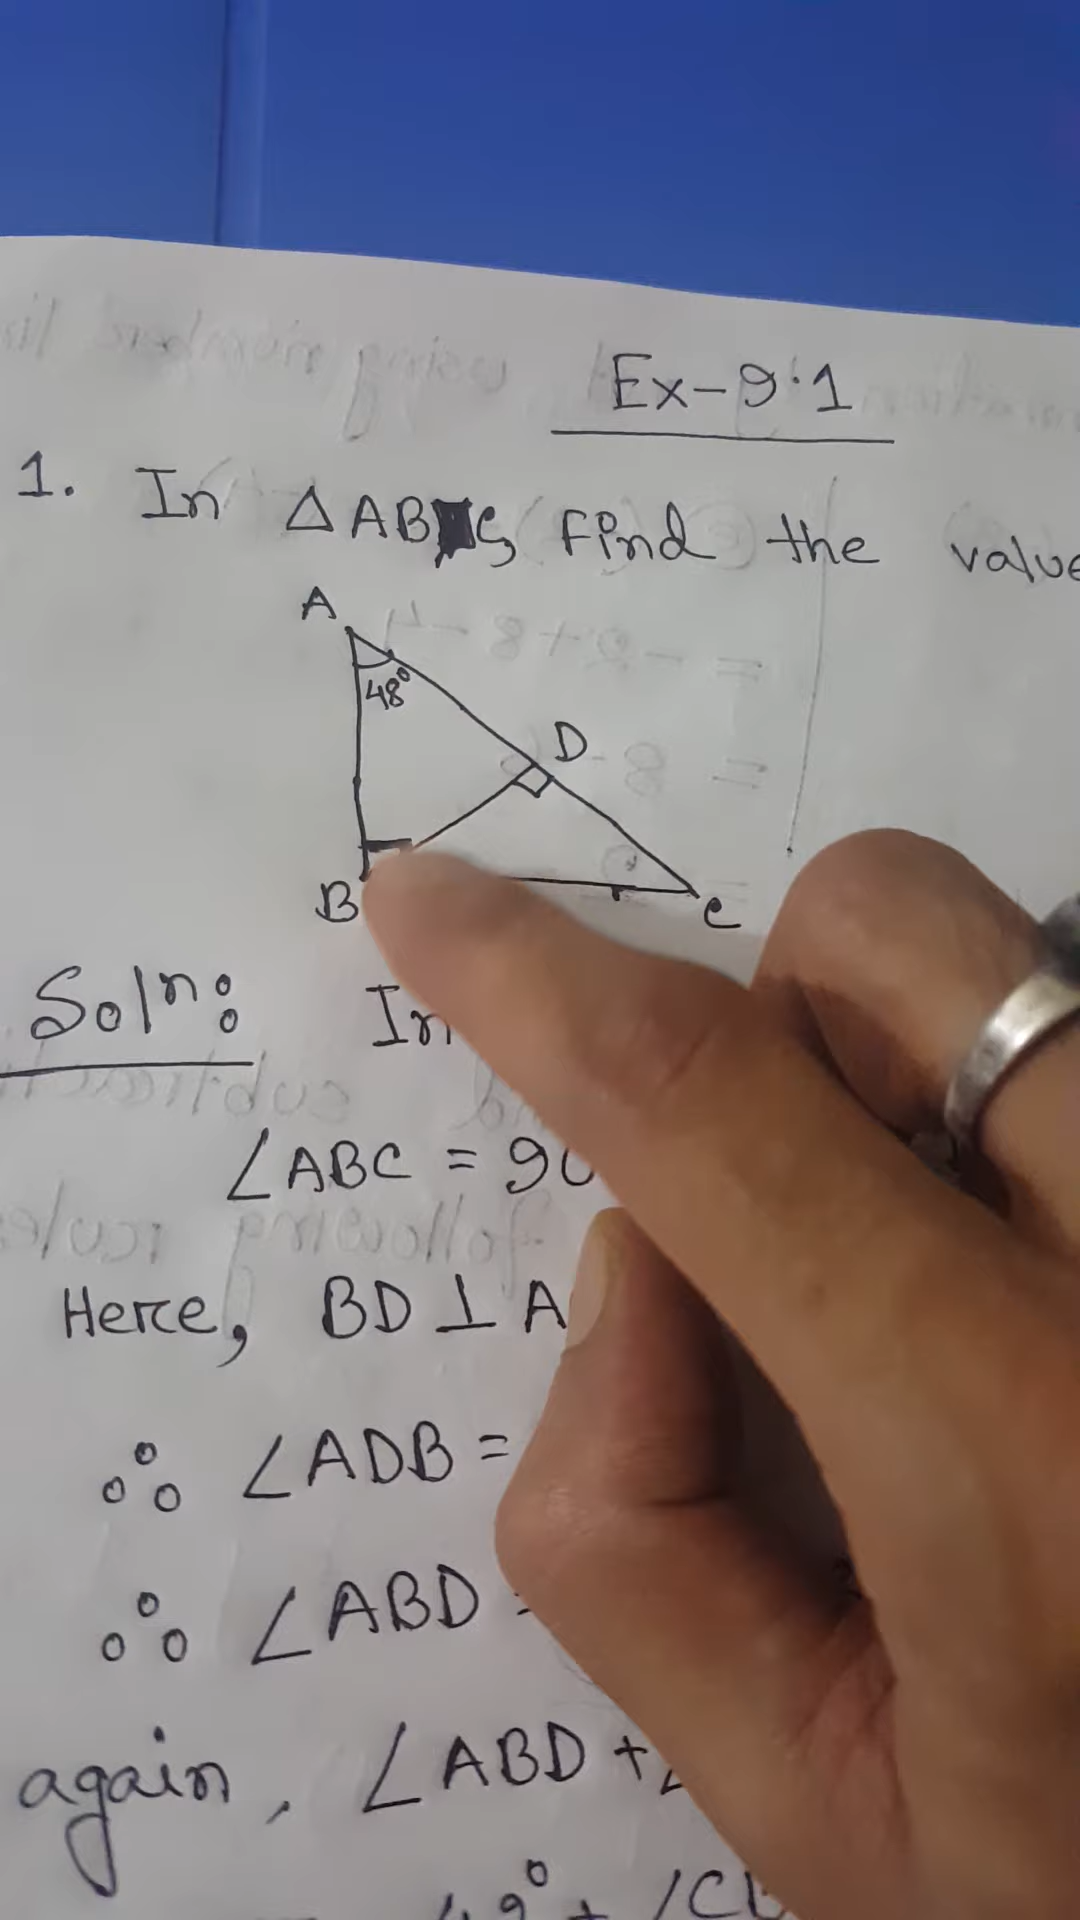 Ex-9.1
1. In △ABC, Find the value
A
48°
D
B
C
Soln: In
∠ABC = 90
Here, BD ⊥ A
∴ ∠ADB =
∴ ∠ABD =
again, ∠ABD +∠